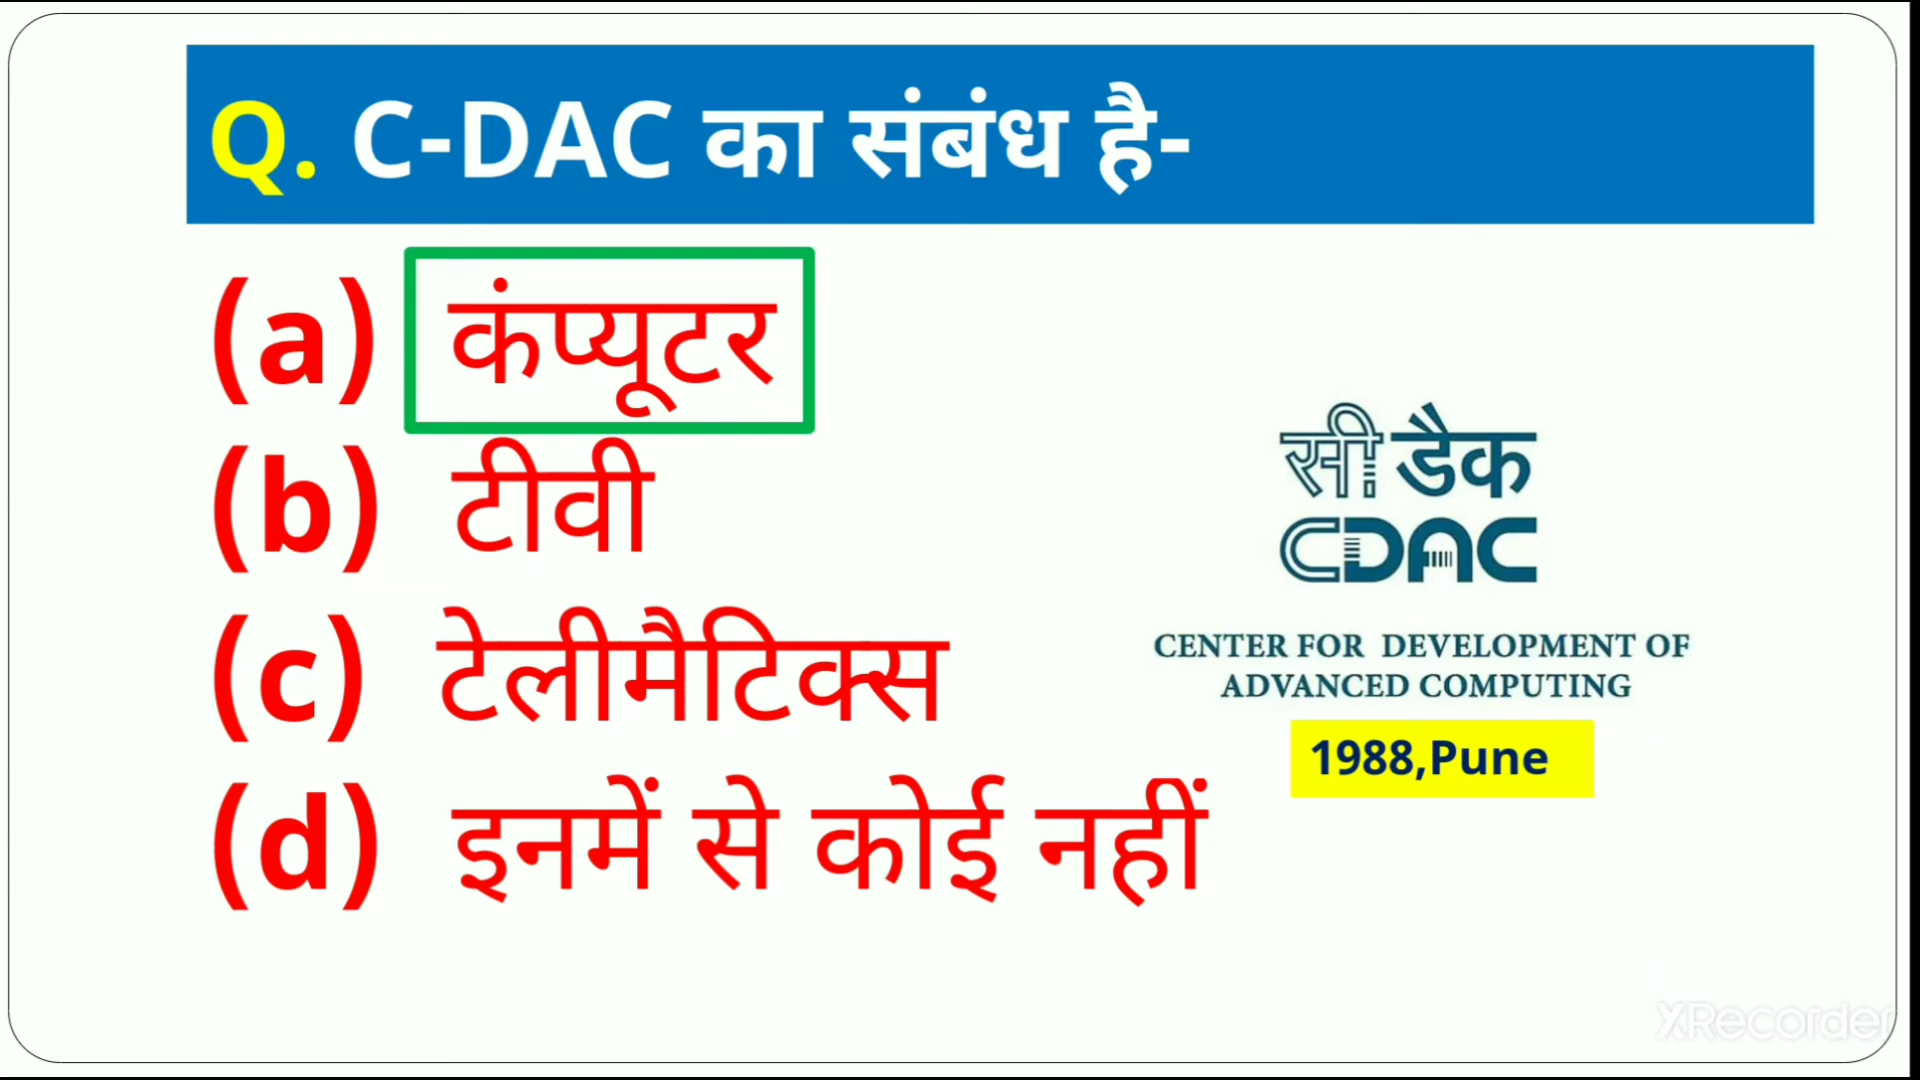 Q. C-DAC का संबंध है-
(a) कंप्यूटर
(b) टीवी
(c) टेलीमैटिक्स
(d) इनमें से कोई नहीं
सी डैक
CDAC
CENTER FOR DEVELOPMENT OF
ADVANCED COMPUTING
1988,Pune
XRecorder